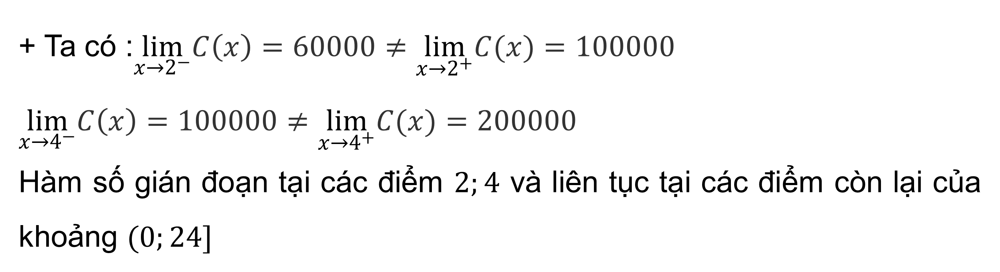 + Ta có : lim_{x→2⁻} C(x) = 60000 ≠ lim_{x→2⁺} C(x) = 100000
lim_{x→4⁻} C(x) = 100000 ≠ lim_{x→4⁺} C(x) = 200000
Hàm số gián đoạn tại các điểm 2; 4 và liên tục tại các điểm còn lại của
khoảng (0; 24]